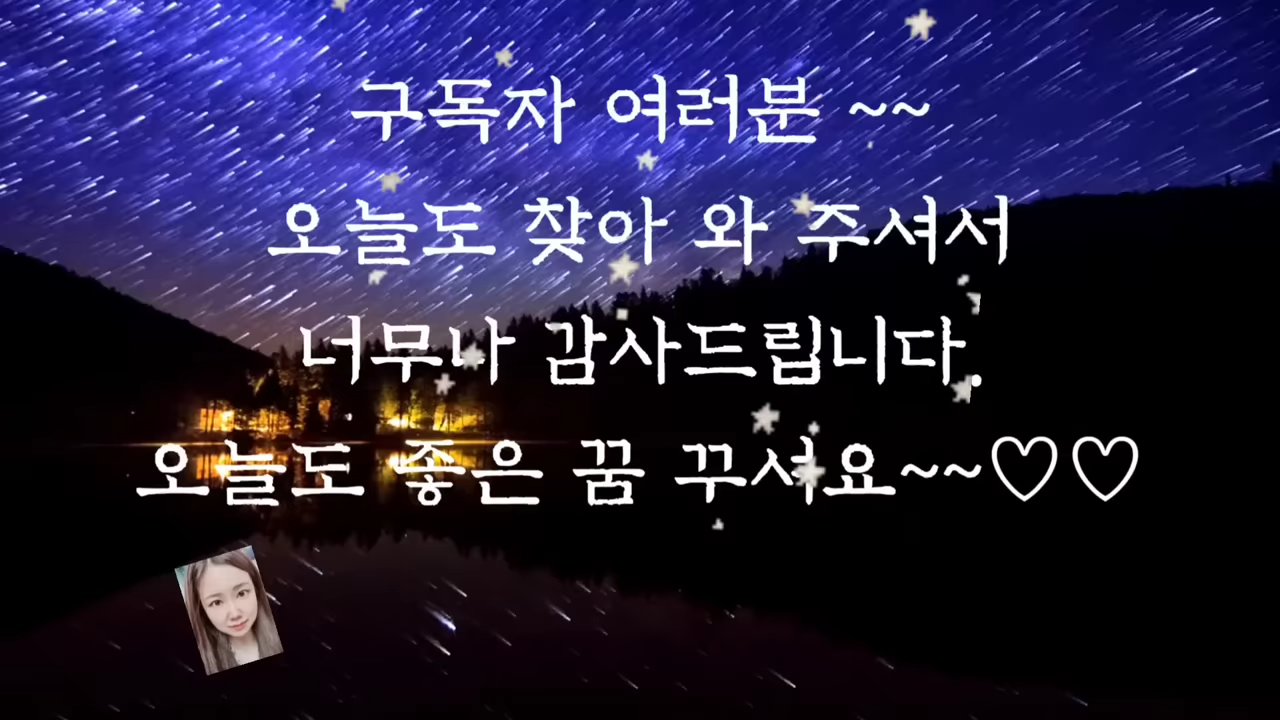 구독자 여러분 ~~
오늘도 찾아 와 주셔서
너무나 감사드립니다.
오늘도 좋은 꿈 꾸셔요~~♡♡